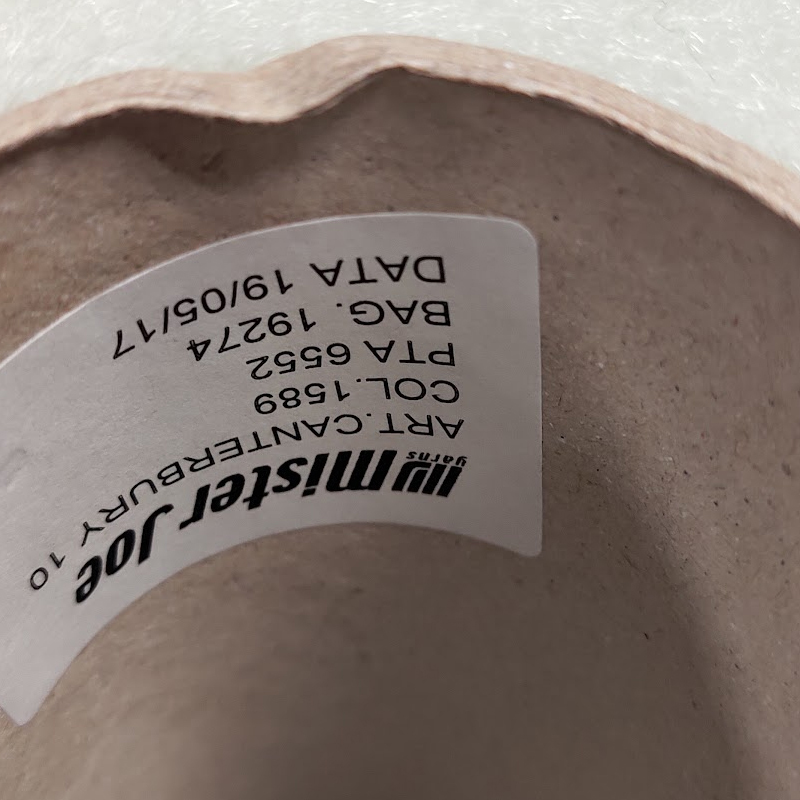 mister Joe
yarns
ART.CANTERBURY 10
COL.1589
PTA 6552
BAG. 19274
DATA 19/05/17